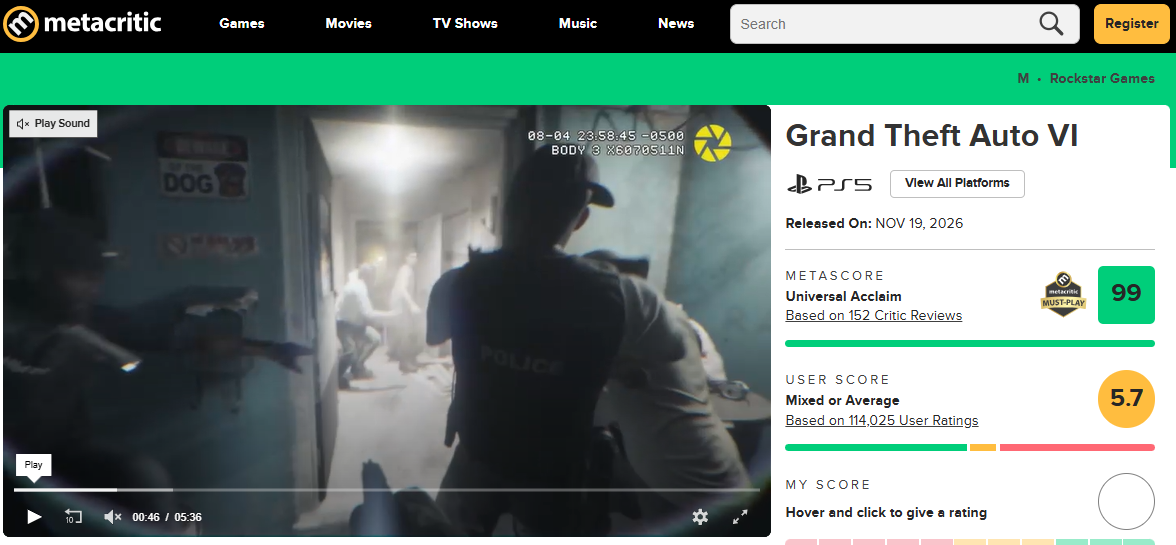 metacritic
Games
Movies
TV Shows
Music
News
Search
Register
M • Rockstar Games
Play Sound
08-04 23:58:45 -0500
BODY 3 X6070511N
DOG
POLICE
Play
10
00:46 / 05:36
Grand Theft Auto VI
PS5
View All Platforms
Released On: NOV 19, 2026
METASCORE
Universal Acclaim
Based on 152 Critic Reviews
metacritic
MUST-PLAY
99
USER SCORE
Mixed or Average
Based on 114,025 User Ratings
5.7
MY SCORE
Hover and click to give a rating